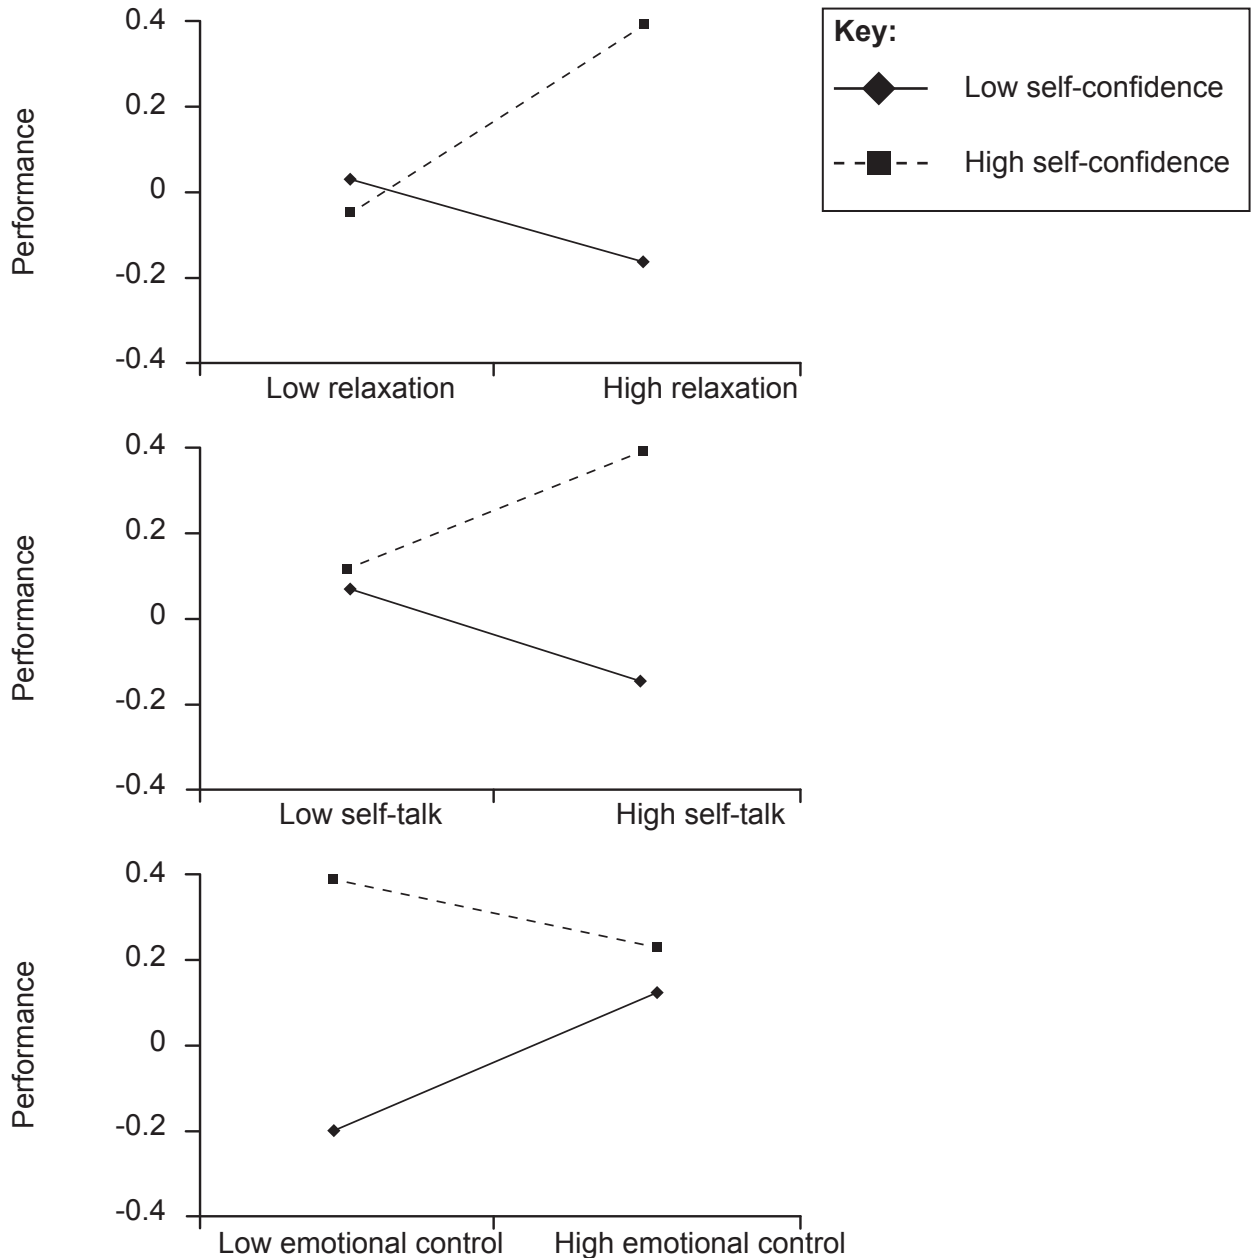 0.4
0.2
0
-0.2
-0.4
Performance
Low relaxation High relaxation
Key:
Low self-confidence
High self-confidence
0.4
0.2
0
-0.2
-0.4
Performance
Low self-talk High self-talk
0.4
0.2
0
-0.2
-0.4
Performance
Low emotional control High emotional control